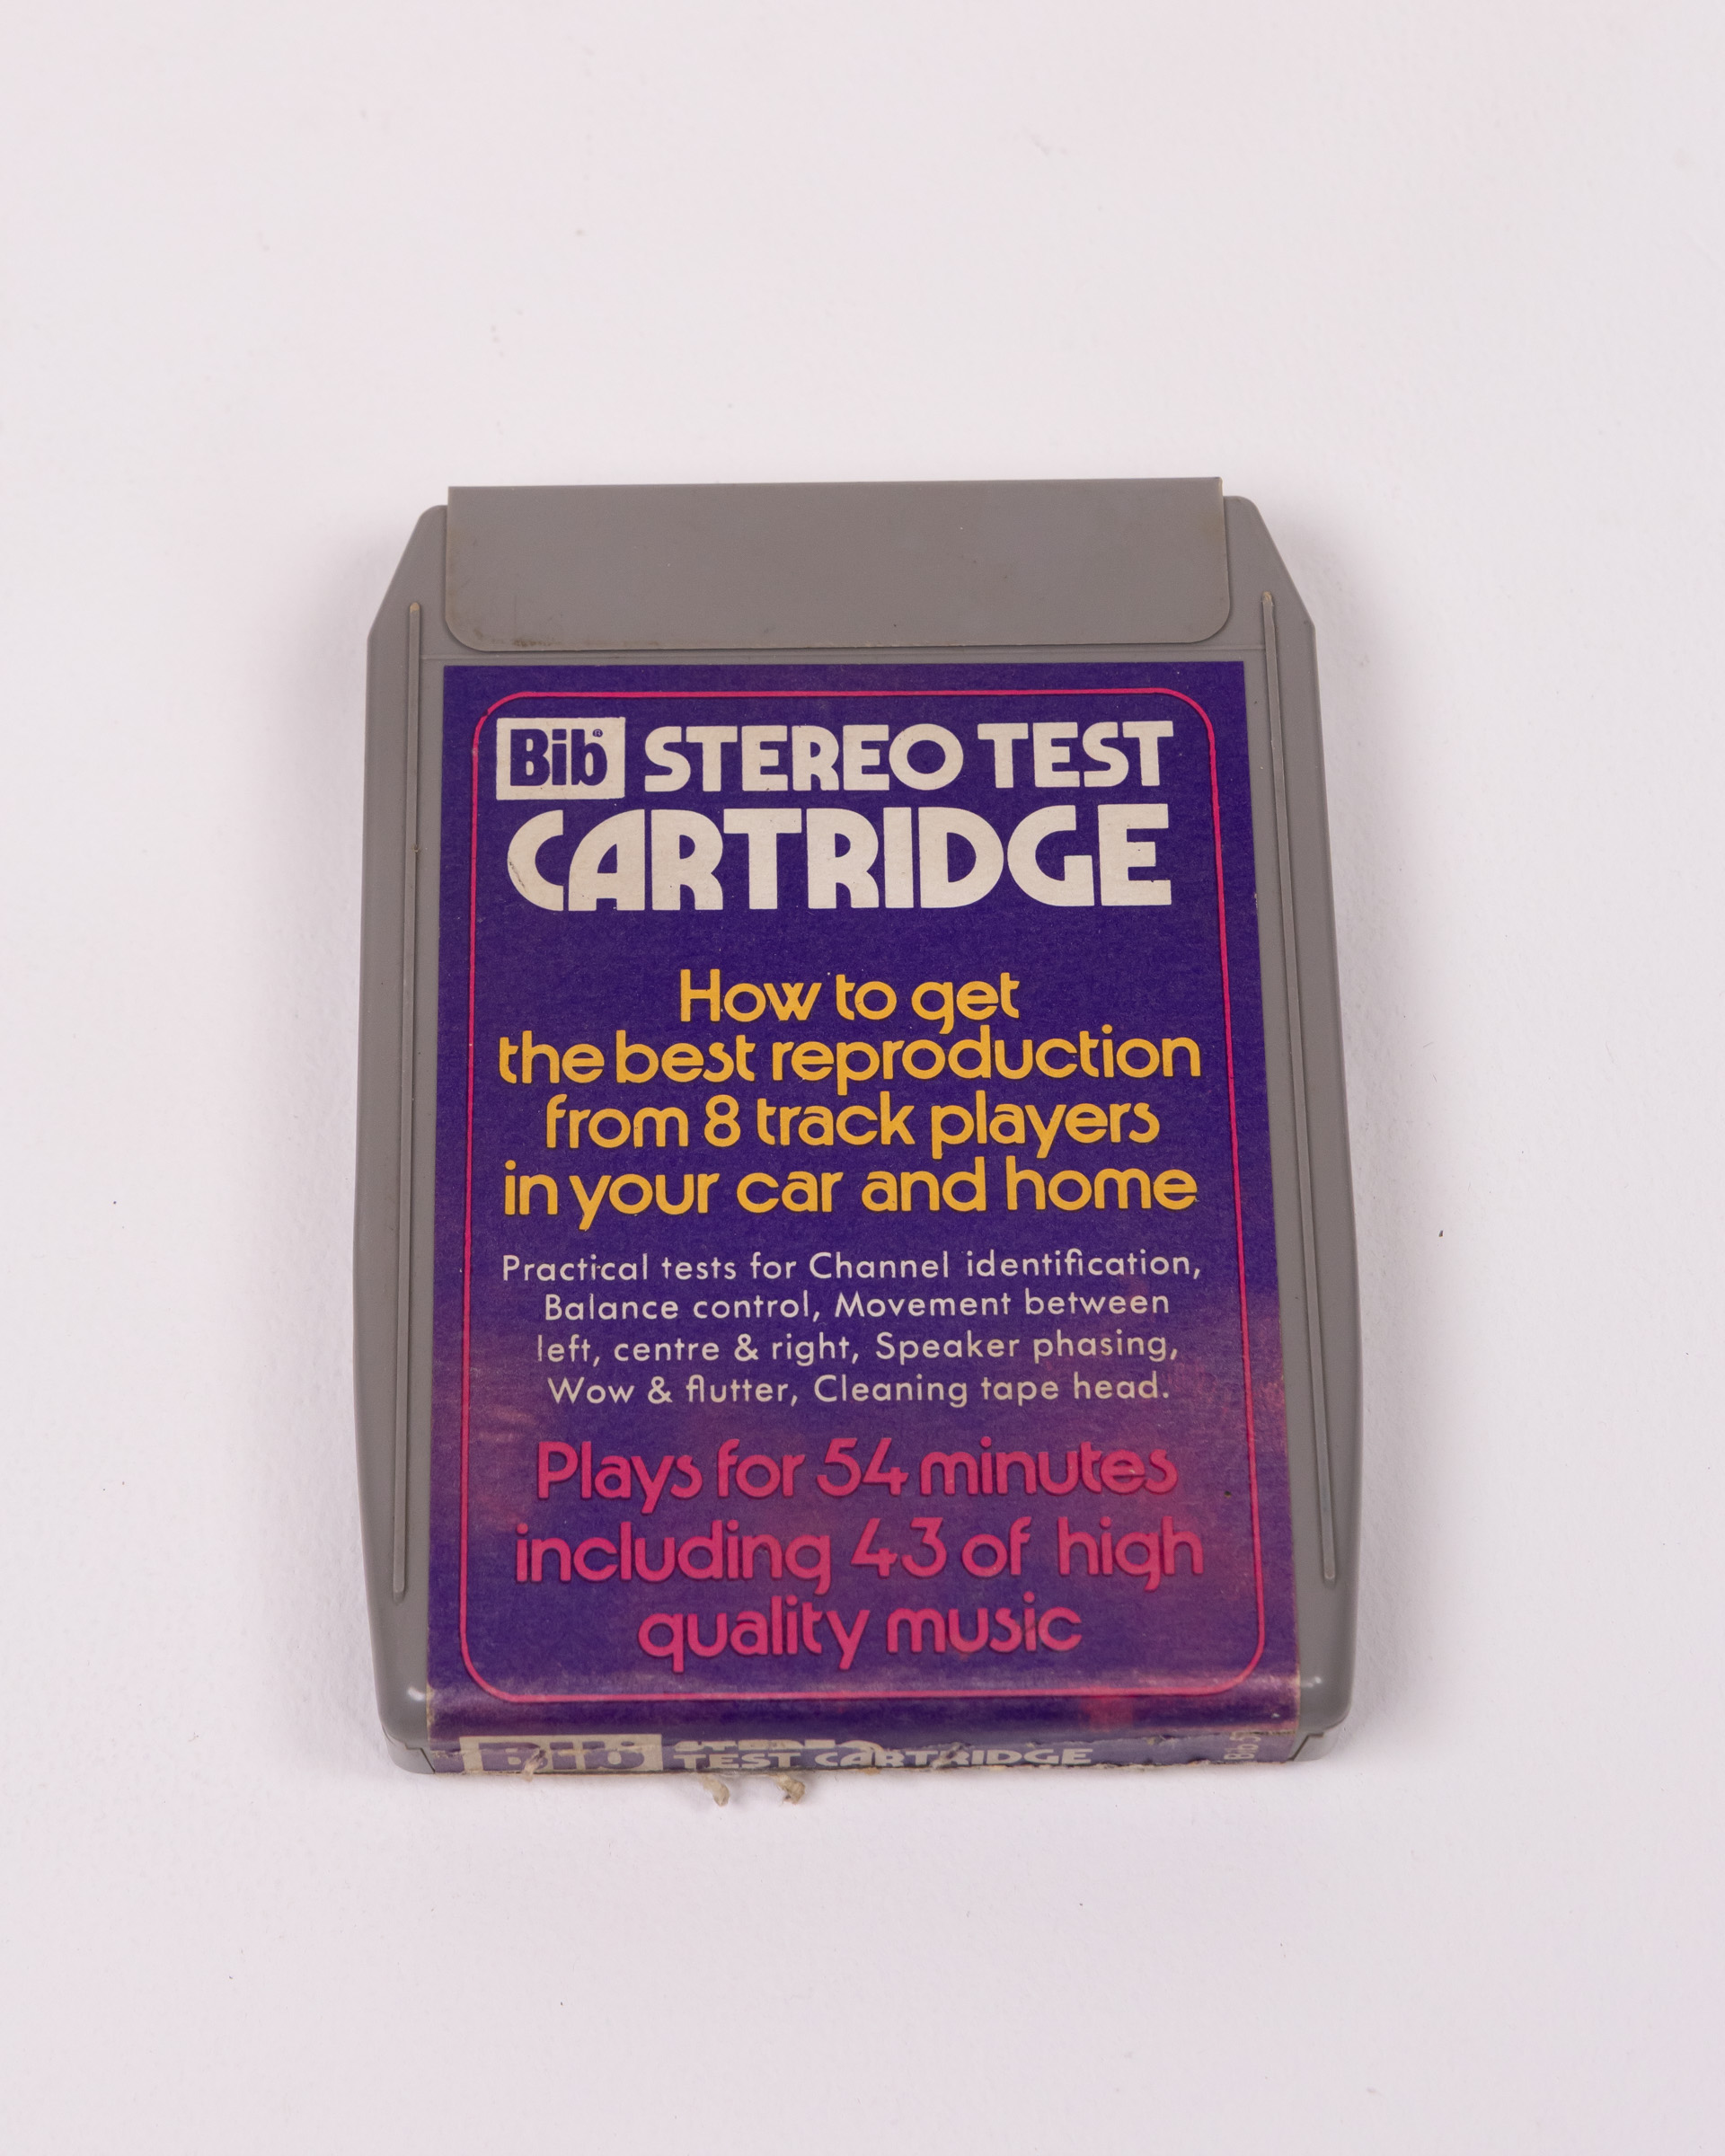 Bib® STEREO TEST
CARTRIDGE
How to get
the best reproduction
from 8 track players
in your car and home
Practical tests for Channel identification,
Balance control, Movement between
left, centre & right, Speaker phasing,
Wow & flutter, Cleaning tape head.
Plays for 54 minutes
including 43 of high
quality music
Bib STEREO
TEST CARTRIDGE